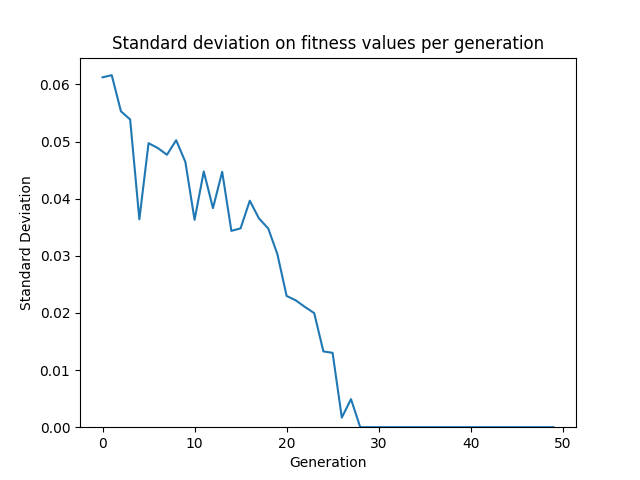 Standard deviation on fitness values per generation
0.06
0.05
0.04
0.03
0.02
0.01
0.00
Standard Deviation
0 10 20 30 40 50
Generation